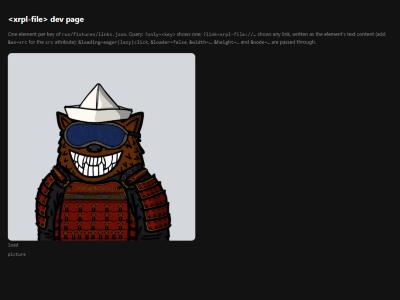 <xrpl-file> dev page
One element per key of run/fixtures/links.json. Query: ?only=<key> shows one; ?link=xrpl-file://… shows any link, written as the element's text content (add
&as=src for the src attribute); &loading=eager|lazy|click, &loader=false, &width=…, &height=… and &node=… are passed through.
load
picture